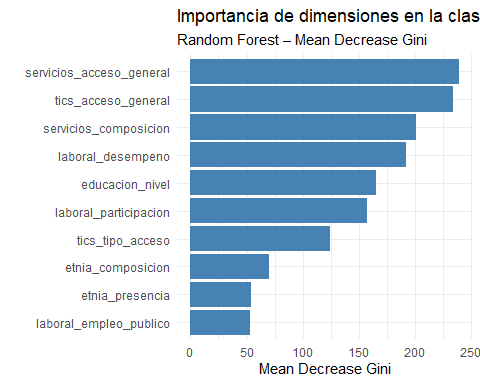 Importancia de dimensiones en la clas
Random Forest – Mean Decrease Gini
servicios_acceso_general
tics_acceso_general
servicios_composicion
laboral_desempeno
educacion_nivel
laboral_participacion
tics_tipo_acceso
etnia_composicion
etnia_presencia
laboral_empleo_publico
0 50 100 150 200 250
Mean Decrease Gini